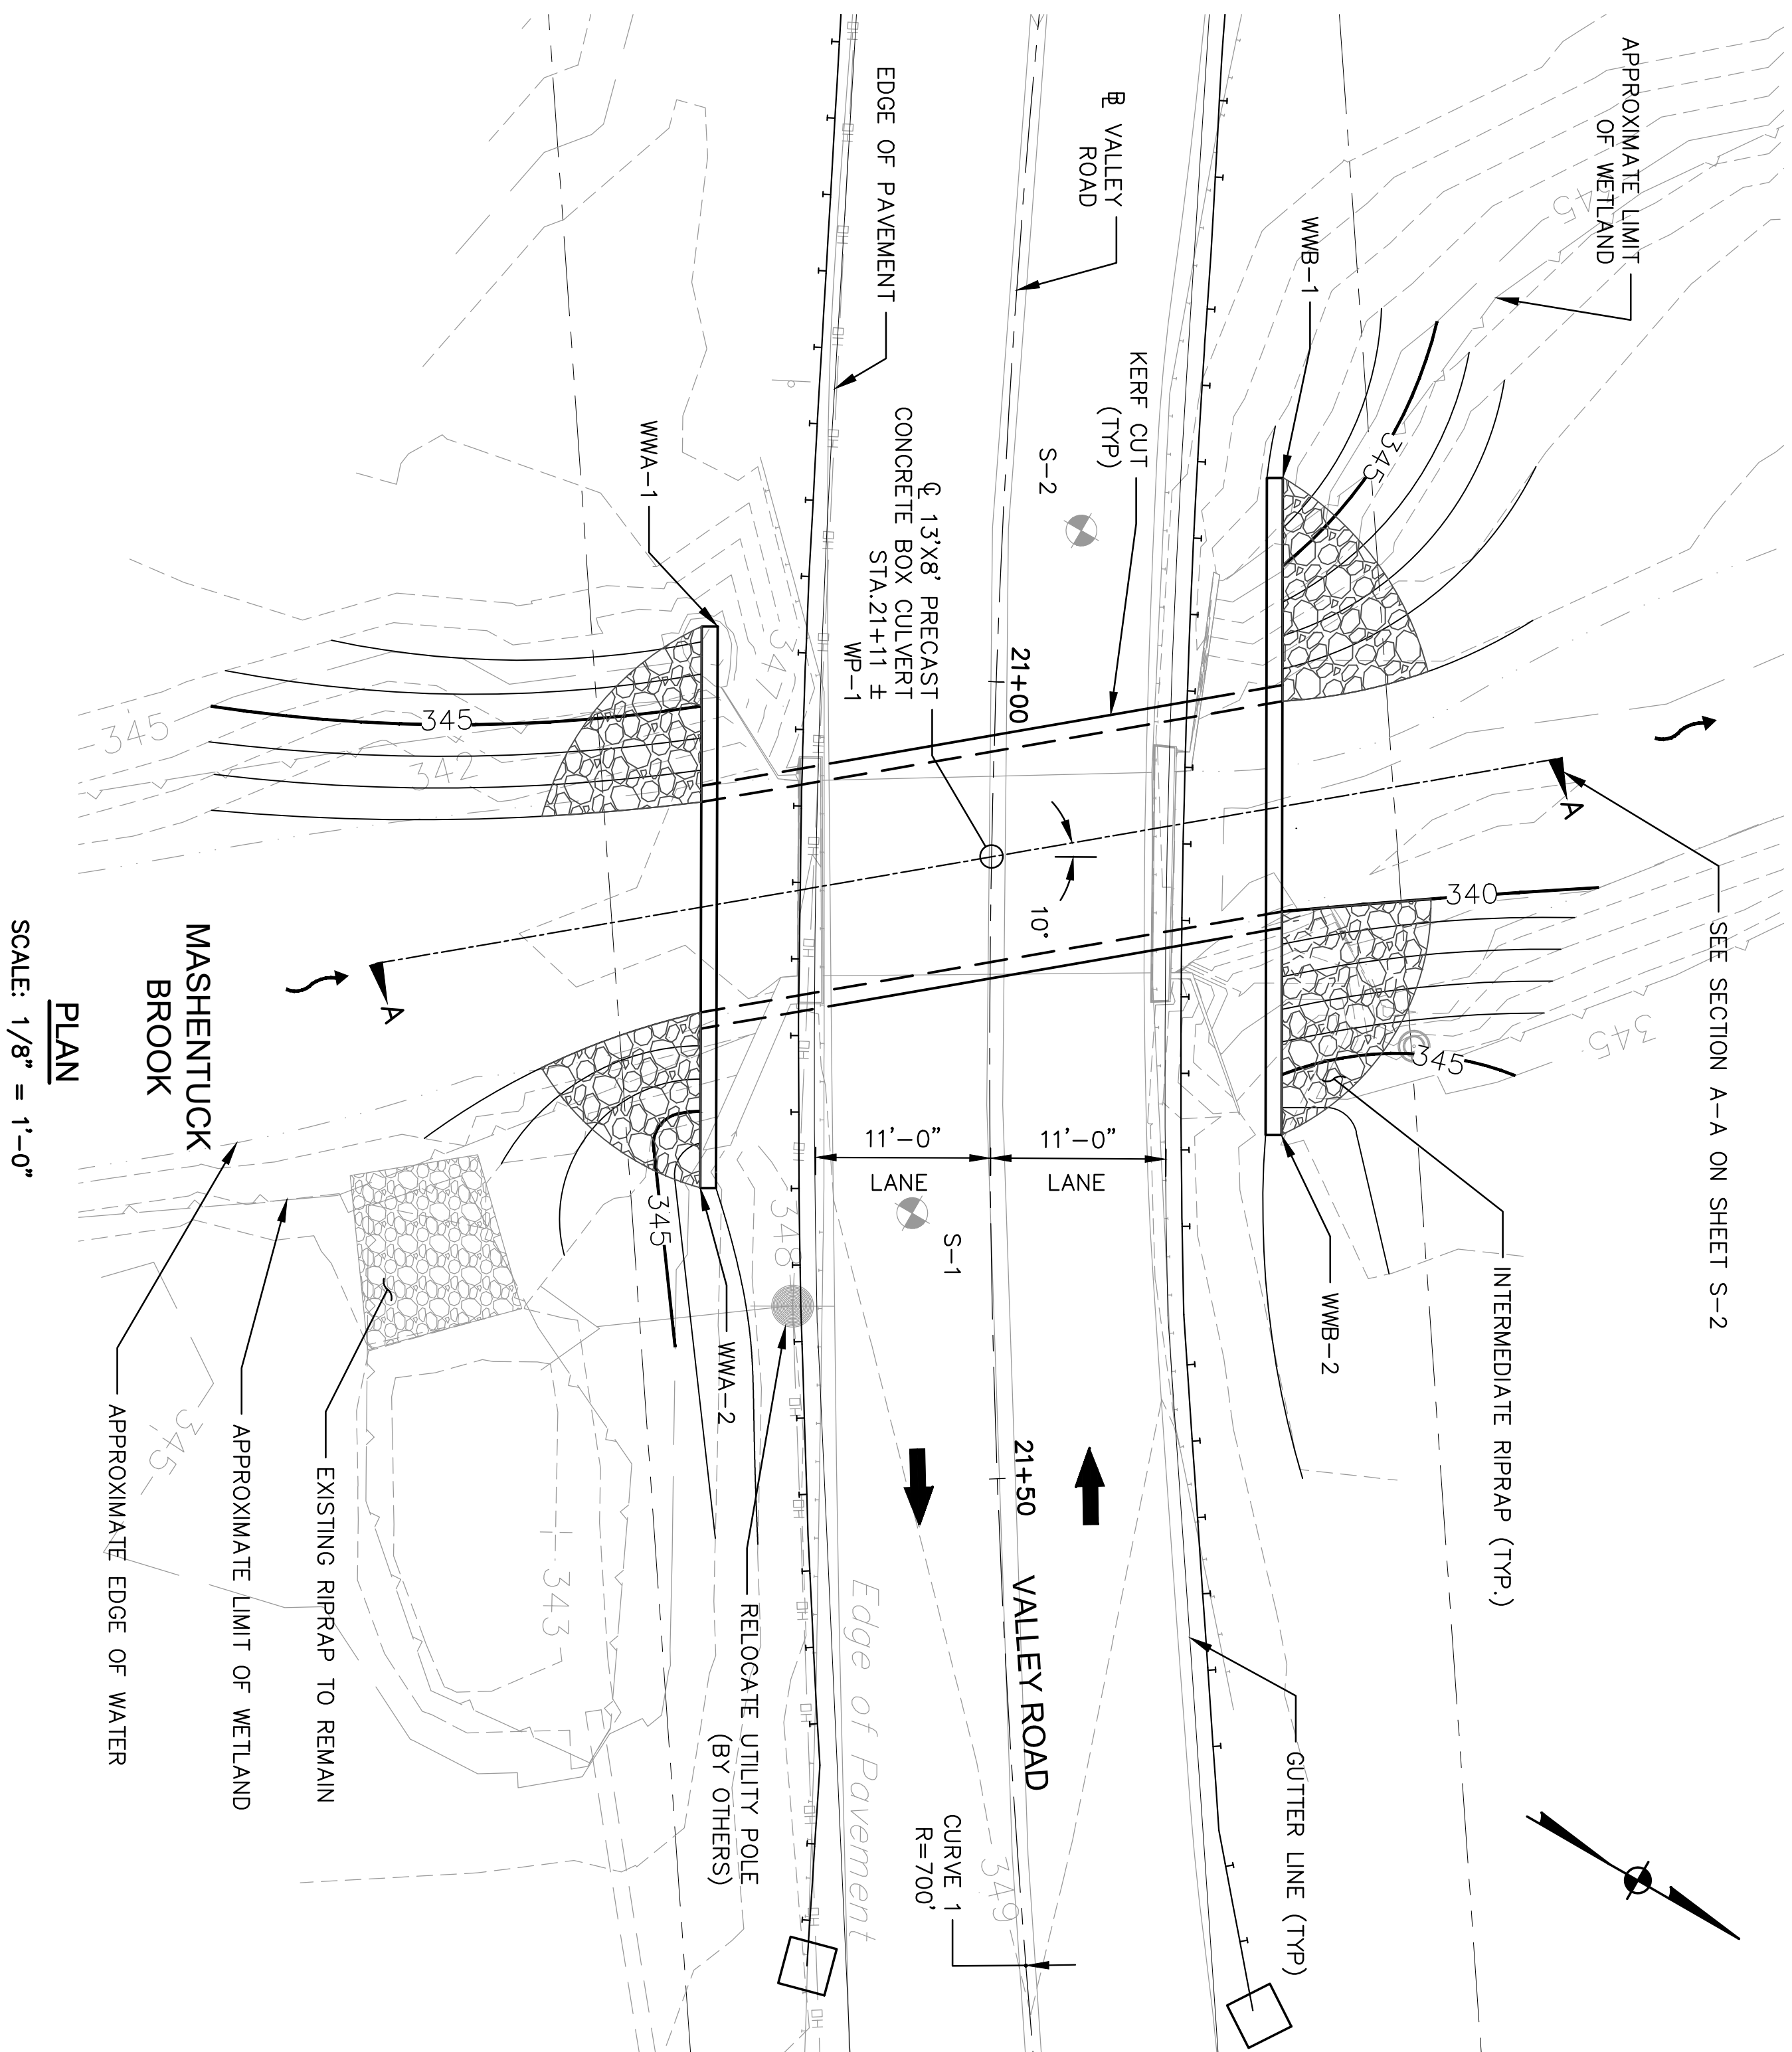 APPROXIMATE LIMIT
OF WETLAND
345
WWB-1
345
℄ VALLEY
ROAD
EDGE OF PAVEMENT
KERF CUT
(TYP)
S-2
℄ 13'X8' PRECAST
CONCRETE BOX CULVERT
STA.21+11 ±
WP-1
WWA-1
21+00
10°
A
SEE SECTION A-A ON SHEET S-2
340
345
345
345
345
342
A
MASHENTUCK
BROOK
11'-0"
LANE
11'-0"
LANE
S-1
348
345
WWA-2
WWB-2
INTERMEDIATE RIPRAP (TYP.)
21+50
VALLEY ROAD
GUTTER LINE (TYP)
RELOCATE UTILITY POLE
(BY OTHERS)
Edge of Pavement
349
CURVE 1
R=700'
343
345
EXISTING RIPRAP TO REMAIN
APPROXIMATE LIMIT OF WETLAND
APPROXIMATE EDGE OF WATER
PLAN
SCALE: 1/8" = 1'-0"